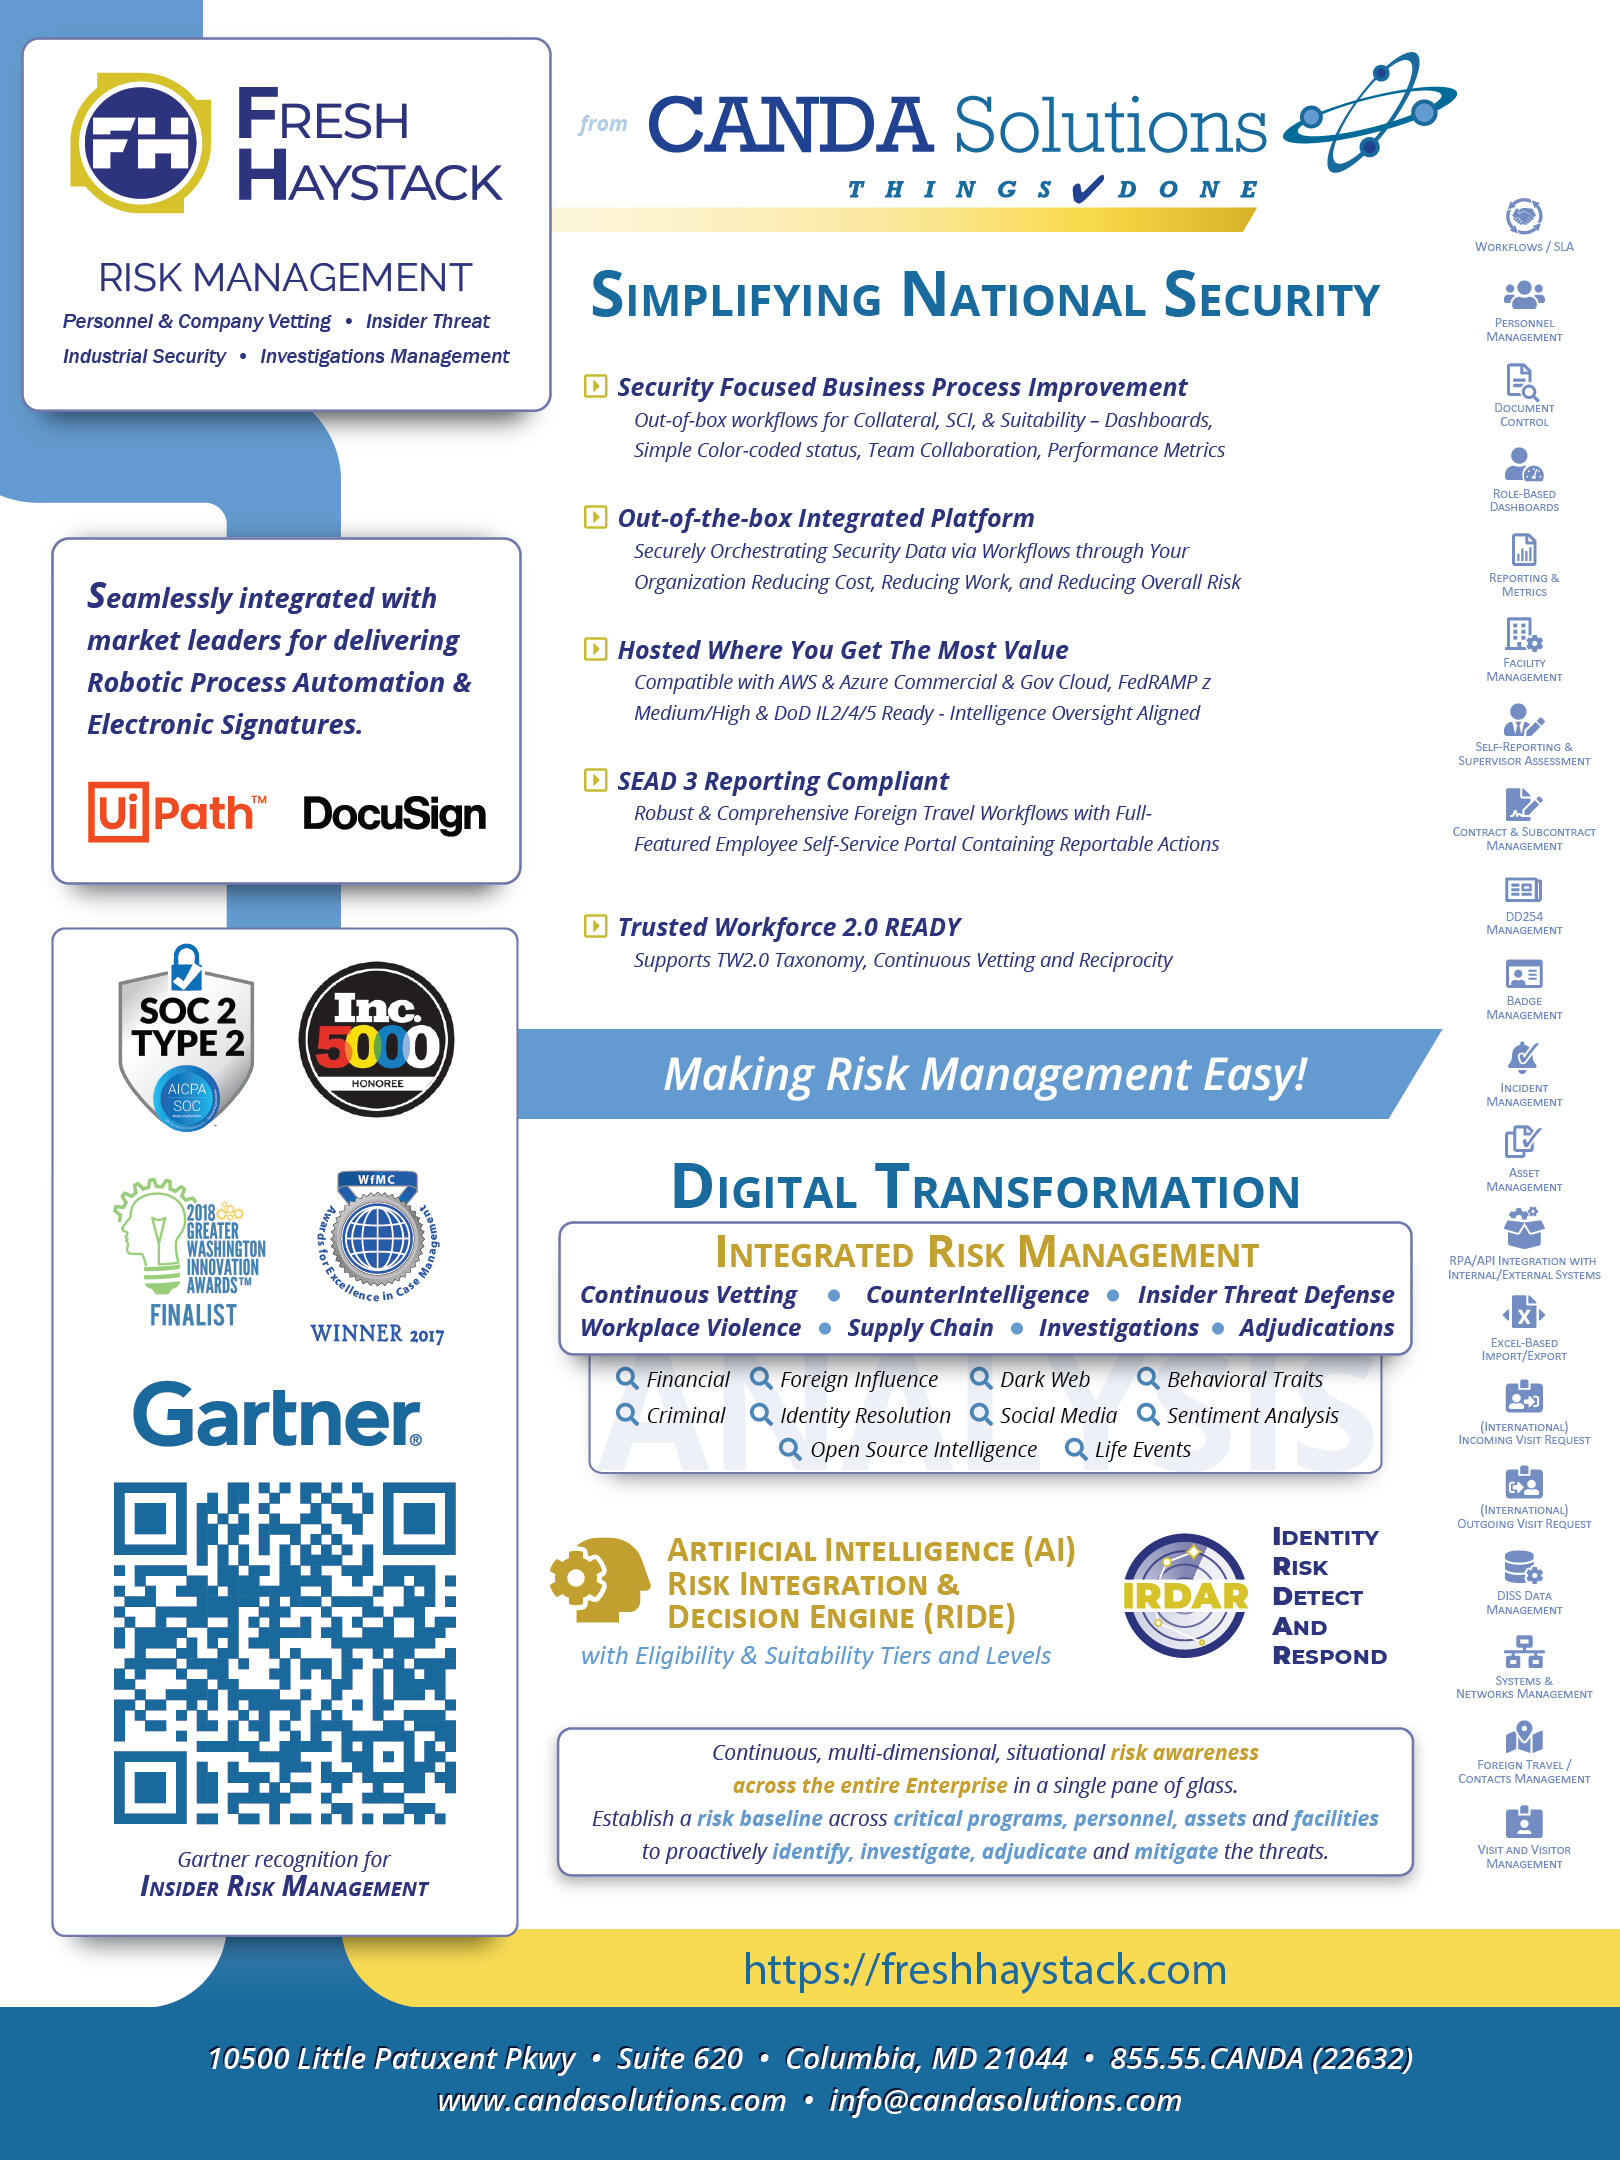 FH
FRESH
HAYSTACK
RISK MANAGEMENT
Personnel & Company Vetting • Insider Threat
Industrial Security • Investigations Management
from CANDA Solutions
THINGS✔DONE
SIMPLIFYING NATIONAL SECURITY
Security Focused Business Process Improvement
Out-of-box workflows for Collateral, SCI, & Suitability – Dashboards,
Simple Color-coded status, Team Collaboration, Performance Metrics
Out-of-the-box Integrated Platform
Securely Orchestrating Security Data via Workflows through Your
Organization Reducing Cost, Reducing Work, and Reducing Overall Risk
Hosted Where You Get The Most Value
Compatible with AWS & Azure Commercial & Gov Cloud, FedRAMP z
Medium/High & DoD IL2/4/5 Ready - Intelligence Oversight Aligned
SEAD 3 Reporting Compliant
Robust & Comprehensive Foreign Travel Workflows with Full-
Featured Employee Self-Service Portal Containing Reportable Actions
Trusted Workforce 2.0 READY
Supports TW2.0 Taxonomy, Continuous Vetting and Reciprocity
Seamlessly integrated with
market leaders for delivering
Robotic Process Automation &
Electronic Signatures.
UiPath™ DocuSign
SOC 2
TYPE 2
AICPA
SOC
Inc.
5000
HONOREE
2018
GREATER
WASHINGTON
INNOVATION
AWARDS™
FINALIST
WfMC
Awards for Excellence in Case Management
WINNER 2017
Gartner®
Gartner recognition for
INSIDER RISK MANAGEMENT
Making Risk Management Easy!
DIGITAL TRANSFORMATION
INTEGRATED RISK MANAGEMENT
Continuous Vetting • CounterIntelligence • Insider Threat Defense
Workplace Violence • Supply Chain • Investigations • Adjudications
ANALYSIS
Financial Foreign Influence Dark Web Behavioral Traits
Criminal Identity Resolution Social Media Sentiment Analysis
Open Source Intelligence Life Events
ARTIFICIAL INTELLIGENCE (AI)
RISK INTEGRATION &
DECISION ENGINE (RIDE)
with Eligibility & Suitability Tiers and Levels
IRDAR
IDENTITY
RISK
DETECT
AND
RESPOND
Continuous, multi-dimensional, situational risk awareness
across the entire Enterprise in a single pane of glass.
Establish a risk baseline across critical programs, personnel, assets and facilities
to proactively identify, investigate, adjudicate and mitigate the threats.
WORKFLOWS / SLA
PERSONNEL
MANAGEMENT
DOCUMENT
CONTROL
ROLE-BASED
DASHBOARDS
REPORTING &
METRICS
FACILITY
MANAGEMENT
SELF-REPORTING &
SUPERVISOR ASSESSMENT
CONTRACT & SUBCONTRACT
MANAGEMENT
DD254
MANAGEMENT
BADGE
MANAGEMENT
INCIDENT
MANAGEMENT
ASSET
MANAGEMENT
RPA/API INTEGRATION WITH
INTERNAL/EXTERNAL SYSTEMS
X
EXCEL-BASED
IMPORT/EXPORT
(INTERNATIONAL)
INCOMING VISIT REQUEST
(INTERNATIONAL)
OUTGOING VISIT REQUEST
DISS DATA
MANAGEMENT
SYSTEMS &
NETWORKS MANAGEMENT
FOREIGN TRAVEL /
CONTACTS MANAGEMENT
VISIT AND VISITOR
MANAGEMENT
https://freshhaystack.com
10500 Little Patuxent Pkwy • Suite 620 • Columbia, MD 21044 • 855.55.CANDA (22632)
www.candasolutions.com • info@candasolutions.com